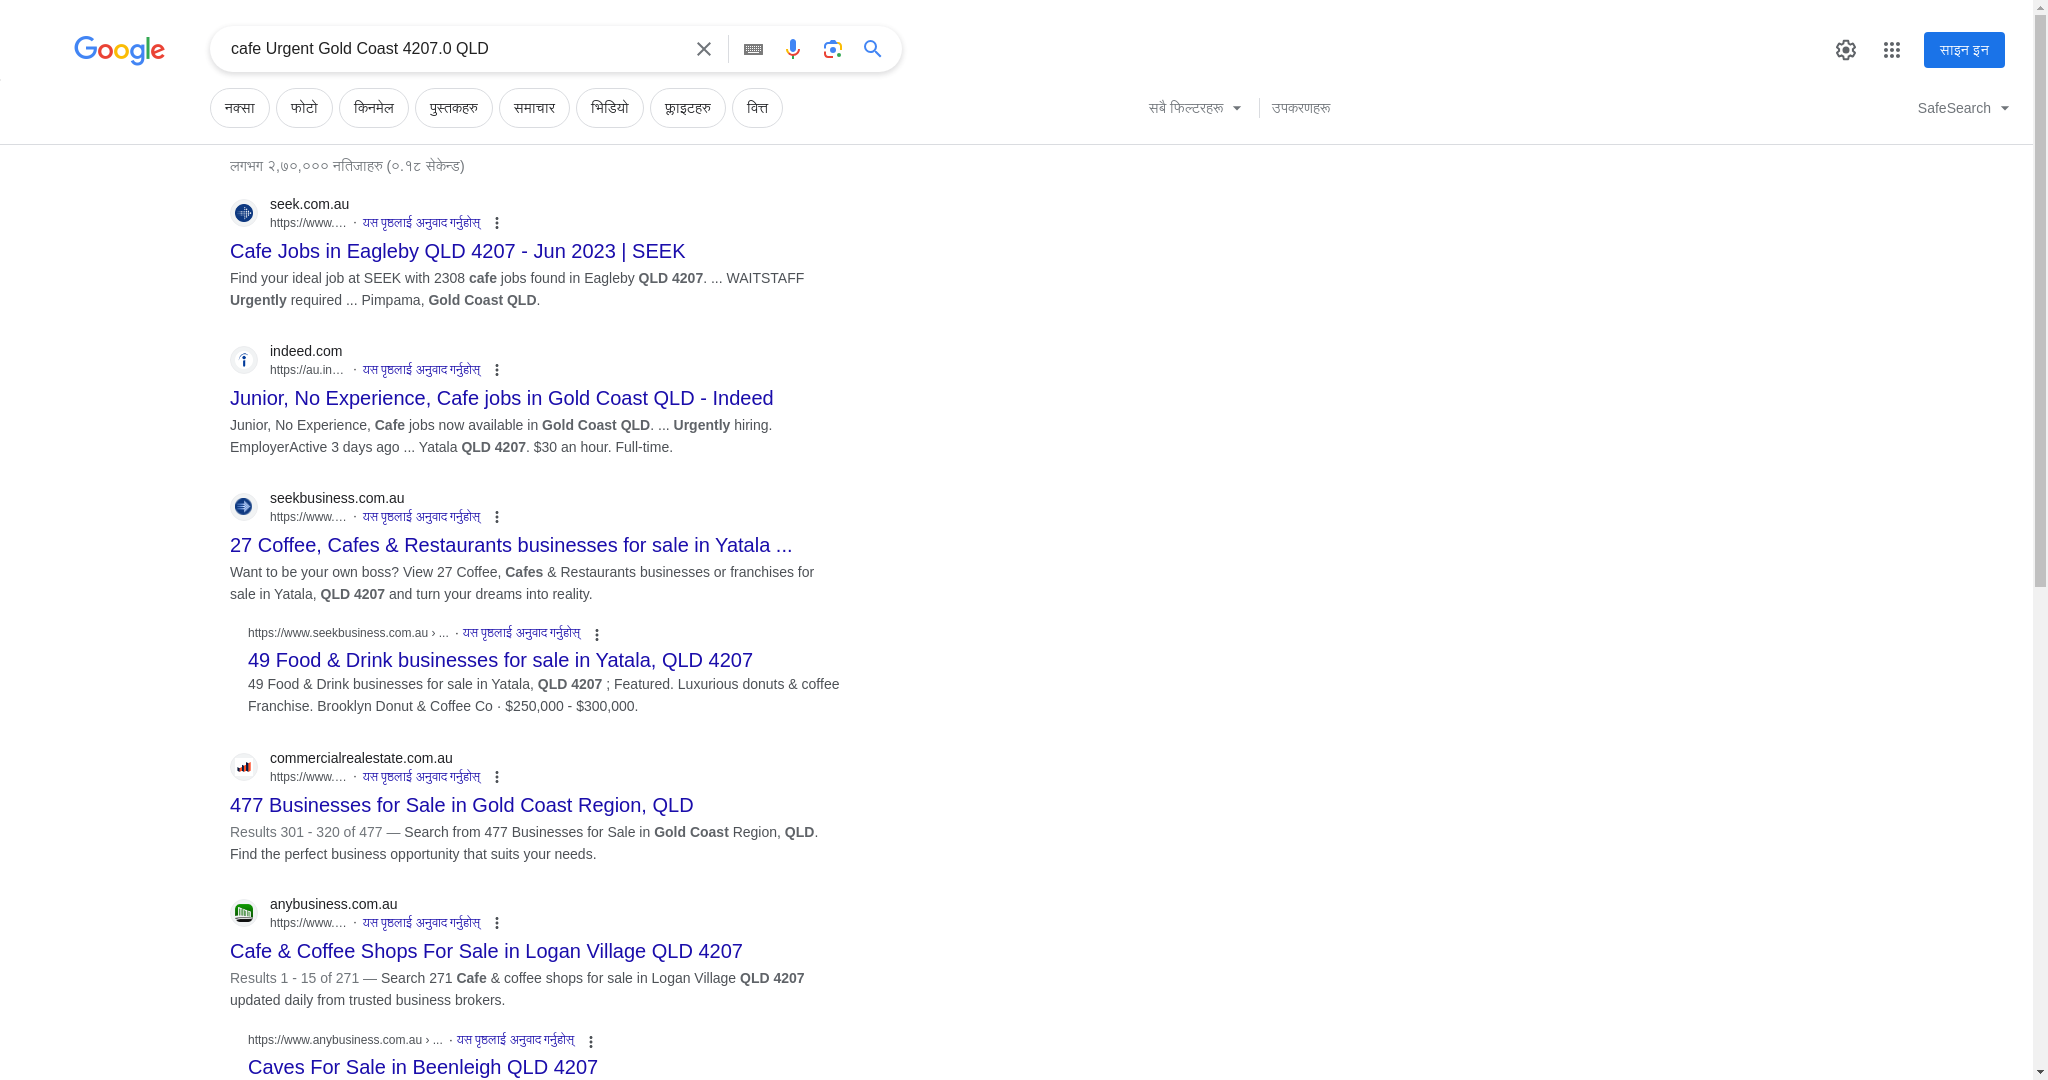 Google
cafe Urgent Gold Coast 4207.0 QLD
साइन इन
नक्सा
फोटो
किनमेल
पुस्तकहरु
समाचार
भिडियो
फ्लाइटहरु
वित्त
सबै फिल्टरहरू
उपकरणहरू
SafeSearch
लगभग २,७०,००० नतिजाहरु (०.१८ सेकेन्ड)
seek.com.au
https://www.… · यस पृष्ठलाई अनुवाद गर्नुहोस्
Cafe Jobs in Eagleby QLD 4207 - Jun 2023 | SEEK
Find your ideal job at SEEK with 2308 cafe jobs found in Eagleby QLD 4207. ... WAITSTAFF
Urgently required ... Pimpama, Gold Coast QLD.
indeed.com
https://au.in… · यस पृष्ठलाई अनुवाद गर्नुहोस्
Junior, No Experience, Cafe jobs in Gold Coast QLD - Indeed
Junior, No Experience, Cafe jobs now available in Gold Coast QLD. ... Urgently hiring.
EmployerActive 3 days ago ... Yatala QLD 4207. $30 an hour. Full-time.
seekbusiness.com.au
https://www.… · यस पृष्ठलाई अनुवाद गर्नुहोस्
27 Coffee, Cafes & Restaurants businesses for sale in Yatala ...
Want to be your own boss? View 27 Coffee, Cafes & Restaurants businesses or franchises for
sale in Yatala, QLD 4207 and turn your dreams into reality.
https://www.seekbusiness.com.au › ... · यस पृष्ठलाई अनुवाद गर्नुहोस्
49 Food & Drink businesses for sale in Yatala, QLD 4207
49 Food & Drink businesses for sale in Yatala, QLD 4207 ; Featured. Luxurious donuts & coffee
Franchise. Brooklyn Donut & Coffee Co · $250,000 - $300,000.
commercialrealestate.com.au
https://www.… · यस पृष्ठलाई अनुवाद गर्नुहोस्
477 Businesses for Sale in Gold Coast Region, QLD
Results 301 - 320 of 477 — Search from 477 Businesses for Sale in Gold Coast Region, QLD.
Find the perfect business opportunity that suits your needs.
anybusiness.com.au
https://www.… · यस पृष्ठलाई अनुवाद गर्नुहोस्
Cafe & Coffee Shops For Sale in Logan Village QLD 4207
Results 1 - 15 of 271 — Search 271 Cafe & coffee shops for sale in Logan Village QLD 4207
updated daily from trusted business brokers.
https://www.anybusiness.com.au › ... · यस पृष्ठलाई अनुवाद गर्नुहोस्
Caves For Sale in Beenleigh QLD 4207